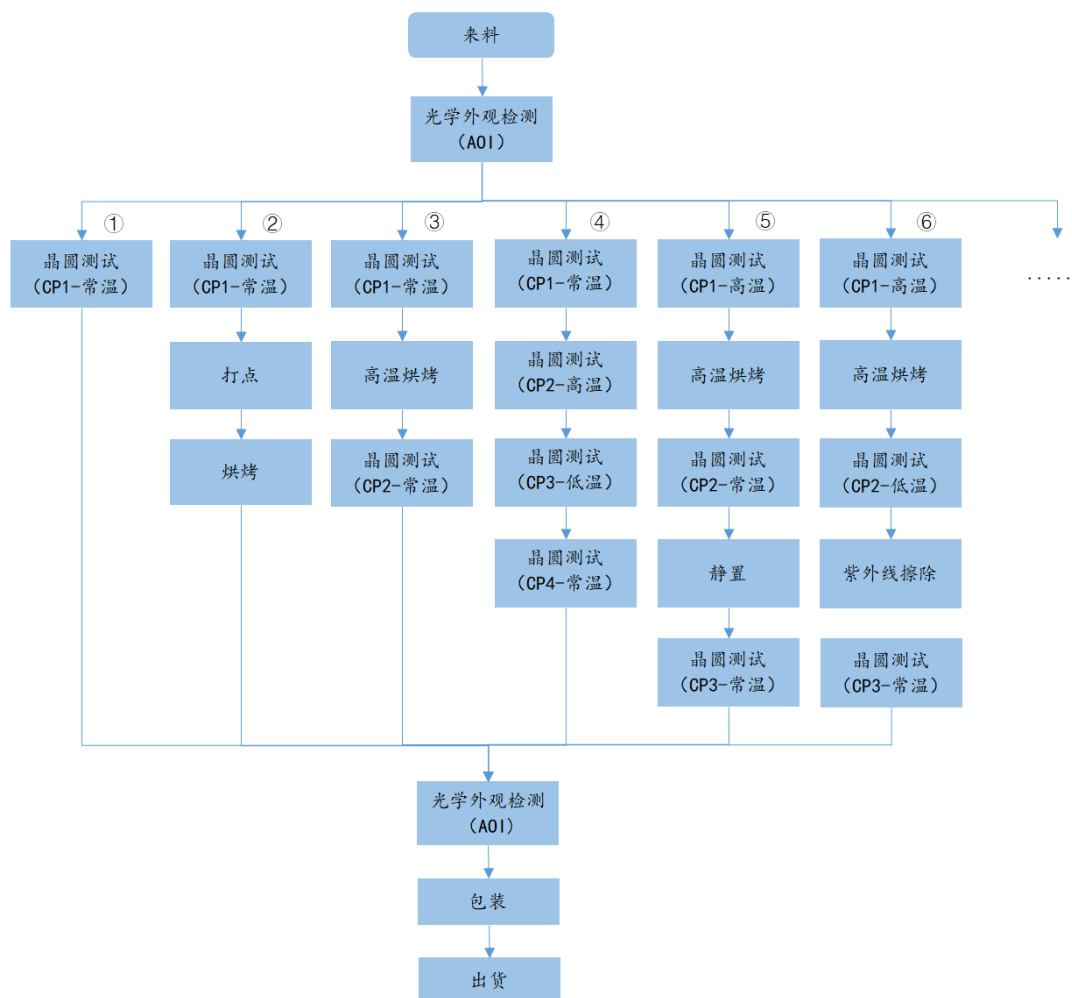 来料
光学外观检测
（AOI）
①
②
③
④
⑤
⑥
晶圆测试
（CP1-常温）
晶圆测试
（CP1-常温）
晶圆测试
（CP1-常温）
晶圆测试
（CP1-常温）
晶圆测试
（CP1-高温）
晶圆测试
（CP1-高温）
.....
打点
高温烘烤
晶圆测试
（CP2-高温）
高温烘烤
高温烘烤
烘烤
晶圆测试
（CP2-常温）
晶圆测试
（CP3-低温）
晶圆测试
（CP2-常温）
晶圆测试
（CP2-低温）
晶圆测试
（CP4-常温）
静置
紫外线擦除
晶圆测试
（CP3-常温）
晶圆测试
（CP3-常温）
光学外观检测
（AOI）
包装
出货